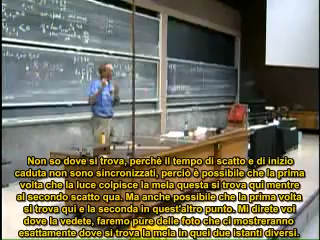 Non so dove si trova, perché il tempo di scatto e di inizio
caduta non sono sincronizzati, perciò è possibile che la prima
volta che la luce colpisce la mela questa si trova qui mentre
al secondo scatto qua. Ma anche possibile che la prima volta
si trova qui e la seconda in quest'altro punto. Mi direte voi
dove la vedete, faremo pure delle foto che ci mostreranno
esattamente dove si trova la mela in quei due istanti diversi.